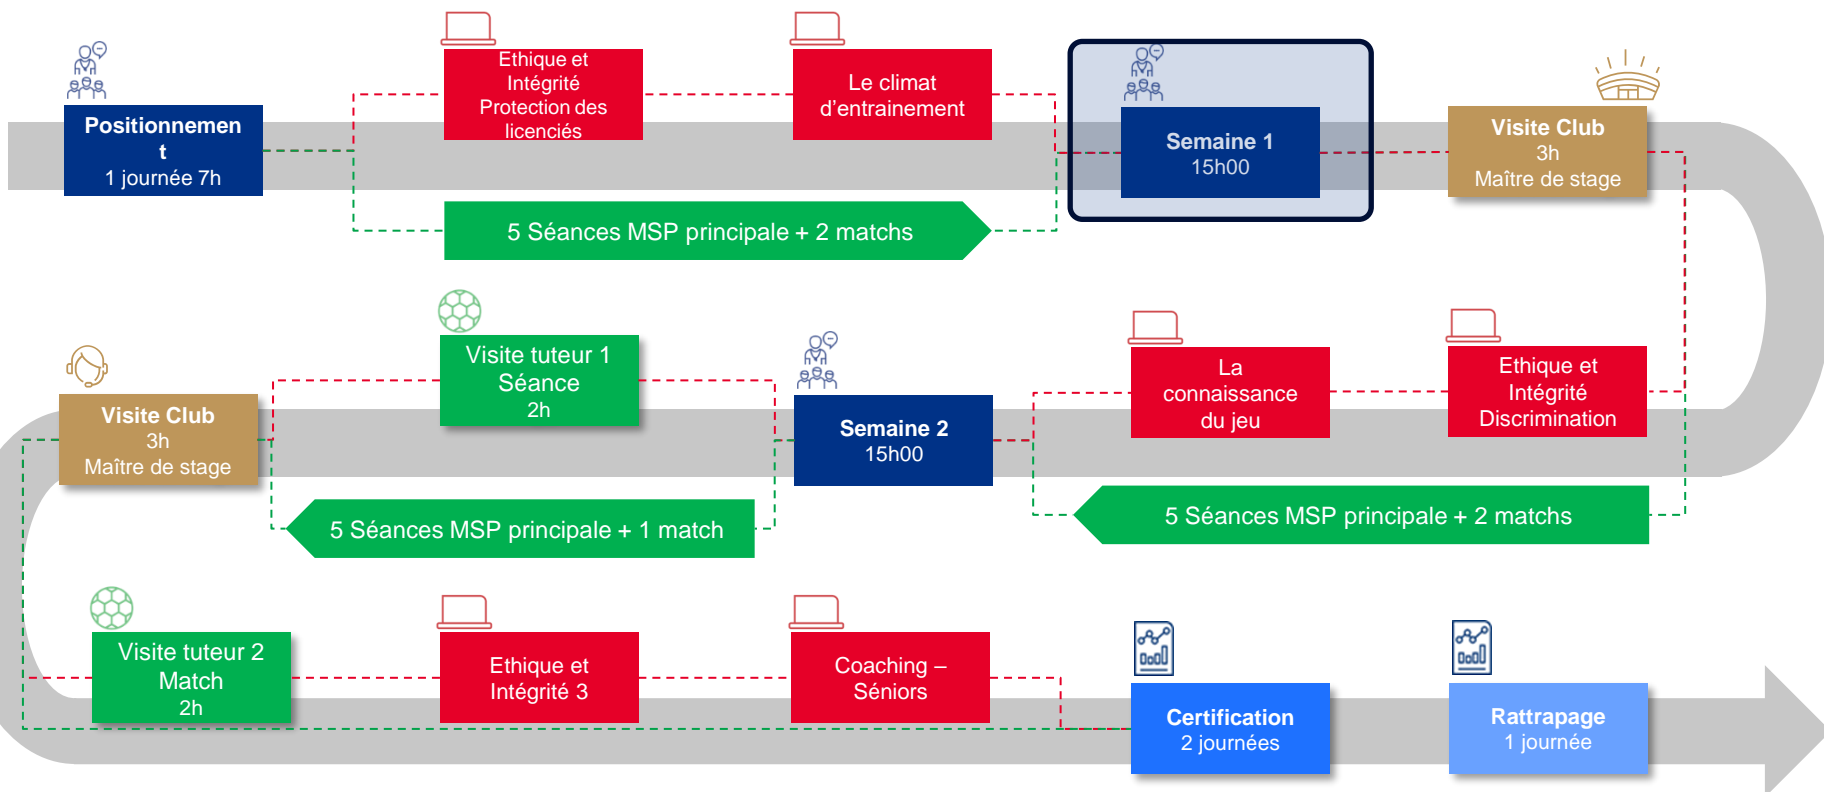 Positionnemen
t
1 journée 7h
Ethique et
Intégrité
Protection des
licenciés
Le climat
d'entrainement
Semaine 1
15h00
Visite Club
3h
Maître de stage
5 Séances MSP principale + 2 matchs
Visite Club
3h
Maître de stage
Visite tuteur 1
Séance
2h
Semaine 2
15h00
La
connaissance
du jeu
Ethique et
Intégrité
Discrimination
5 Séances MSP principale + 1 match
5 Séances MSP principale + 2 matchs
Visite tuteur 2
Match
2h
Ethique et
Intégrité 3
Coaching –
Séniors
Certification
2 journées
Rattrapage
1 journée